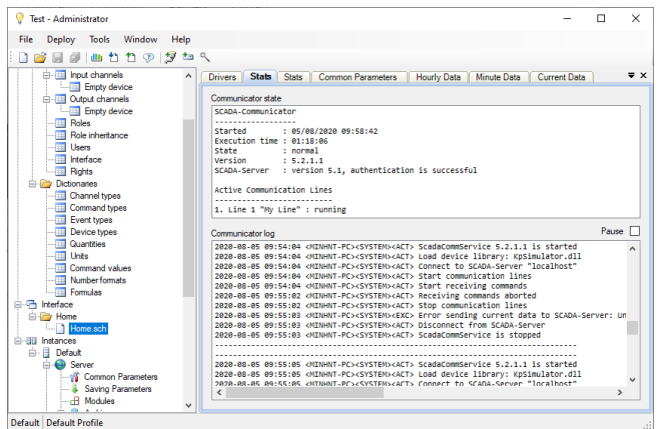 Test - Administrator
File Deploy Tools Window Help
Input channels
Empty device
Output channels
Empty device
Roles
Role inheritance
Users
Interface
Rights
Dictionaries
Channel types
Command types
Event types
Device types
Quantities
Units
Command values
Number formats
Formulas
Interface
Home
Home.sch
Instances
Default
Server
Common Parameters
Saving Parameters
Modules
Drivers Stats Stats Common Parameters Hourly Data Minute Data Current Data
Communicator state
SCADA-Communicator
------------------
Started : 05/08/2020 09:58:42
Execution time : 01:18:06
State : normal
Version : 5.2.1.1
SCADA-Server : version 5.1, authentication is successful
Active Communication Lines
--------------------------
1. Line 1 "My Line" : running
Communicator log
Pause
2020-08-05 09:54:04 <MINHNT-PC><SYSTEM><ACT> ScadaCommService 5.2.1.1 is started
2020-08-05 09:54:04 <MINHNT-PC><SYSTEM><ACT> Load device library: KpSimulator.dll
2020-08-05 09:54:04 <MINHNT-PC><SYSTEM><ACT> Connect to SCADA-Server "localhost"
2020-08-05 09:54:04 <MINHNT-PC><SYSTEM><ACT> Start communication lines
2020-08-05 09:54:04 <MINHNT-PC><SYSTEM><ACT> Start receiving commands
2020-08-05 09:55:02 <MINHNT-PC><SYSTEM><ACT> Receiving commands aborted
2020-08-05 09:55:02 <MINHNT-PC><SYSTEM><ACT> Stop communication lines
2020-08-05 09:55:03 <MINHNT-PC><SYSTEM><EXC> Error sending current data to SCADA-Server: Un
2020-08-05 09:55:03 <MINHNT-PC><SYSTEM><ACT> Disconnect from SCADA-Server
2020-08-05 09:55:03 <MINHNT-PC><SYSTEM><ACT> ScadaCommService is stopped
--------------------------------------------------------------------------------
2020-08-05 09:55:05 <MINHNT-PC><SYSTEM><ACT> ScadaCommService 5.2.1.1 is started
2020-08-05 09:55:05 <MINHNT-PC><SYSTEM><ACT> Load device library: KpSimulator.dll
2020-08-05 09:55:05 <MINHNT-PC><SYSTEM><ACT> Connect to SCADA-Server "localhost"
Default Default Profile